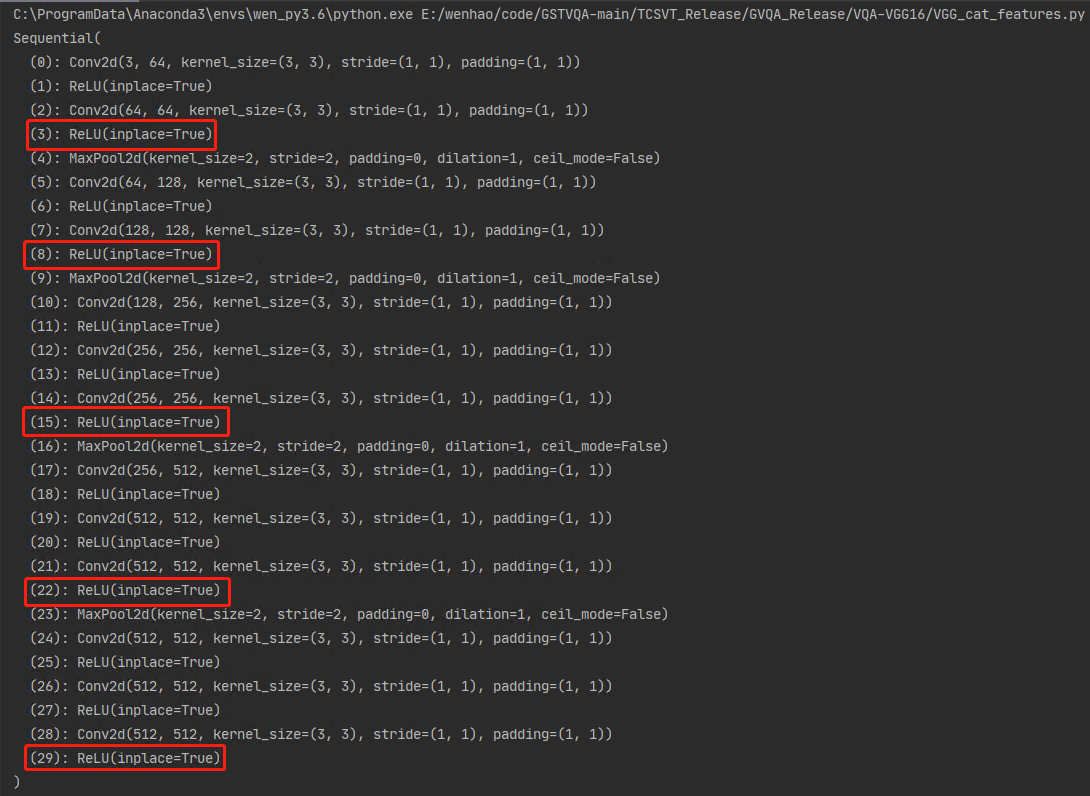 C:\ProgramData\Anaconda3\envs\wen_py3.6\python.exe E:/wenhao/code/GSTVQA-main/TCSVT_Release/GVQA_Release/VQA-VGG16/VGG_cat_features.py
Sequential(
  (0): Conv2d(3, 64, kernel_size=(3, 3), stride=(1, 1), padding=(1, 1))
  (1): ReLU(inplace=True)
  (2): Conv2d(64, 64, kernel_size=(3, 3), stride=(1, 1), padding=(1, 1))
  (3): ReLU(inplace=True)
  (4): MaxPool2d(kernel_size=2, stride=2, padding=0, dilation=1, ceil_mode=False)
  (5): Conv2d(64, 128, kernel_size=(3, 3), stride=(1, 1), padding=(1, 1))
  (6): ReLU(inplace=True)
  (7): Conv2d(128, 128, kernel_size=(3, 3), stride=(1, 1), padding=(1, 1))
  (8): ReLU(inplace=True)
  (9): MaxPool2d(kernel_size=2, stride=2, padding=0, dilation=1, ceil_mode=False)
  (10): Conv2d(128, 256, kernel_size=(3, 3), stride=(1, 1), padding=(1, 1))
  (11): ReLU(inplace=True)
  (12): Conv2d(256, 256, kernel_size=(3, 3), stride=(1, 1), padding=(1, 1))
  (13): ReLU(inplace=True)
  (14): Conv2d(256, 256, kernel_size=(3, 3), stride=(1, 1), padding=(1, 1))
  (15): ReLU(inplace=True)
  (16): MaxPool2d(kernel_size=2, stride=2, padding=0, dilation=1, ceil_mode=False)
  (17): Conv2d(256, 512, kernel_size=(3, 3), stride=(1, 1), padding=(1, 1))
  (18): ReLU(inplace=True)
  (19): Conv2d(512, 512, kernel_size=(3, 3), stride=(1, 1), padding=(1, 1))
  (20): ReLU(inplace=True)
  (21): Conv2d(512, 512, kernel_size=(3, 3), stride=(1, 1), padding=(1, 1))
  (22): ReLU(inplace=True)
  (23): MaxPool2d(kernel_size=2, stride=2, padding=0, dilation=1, ceil_mode=False)
  (24): Conv2d(512, 512, kernel_size=(3, 3), stride=(1, 1), padding=(1, 1))
  (25): ReLU(inplace=True)
  (26): Conv2d(512, 512, kernel_size=(3, 3), stride=(1, 1), padding=(1, 1))
  (27): ReLU(inplace=True)
  (28): Conv2d(512, 512, kernel_size=(3, 3), stride=(1, 1), padding=(1, 1))
  (29): ReLU(inplace=True)
)